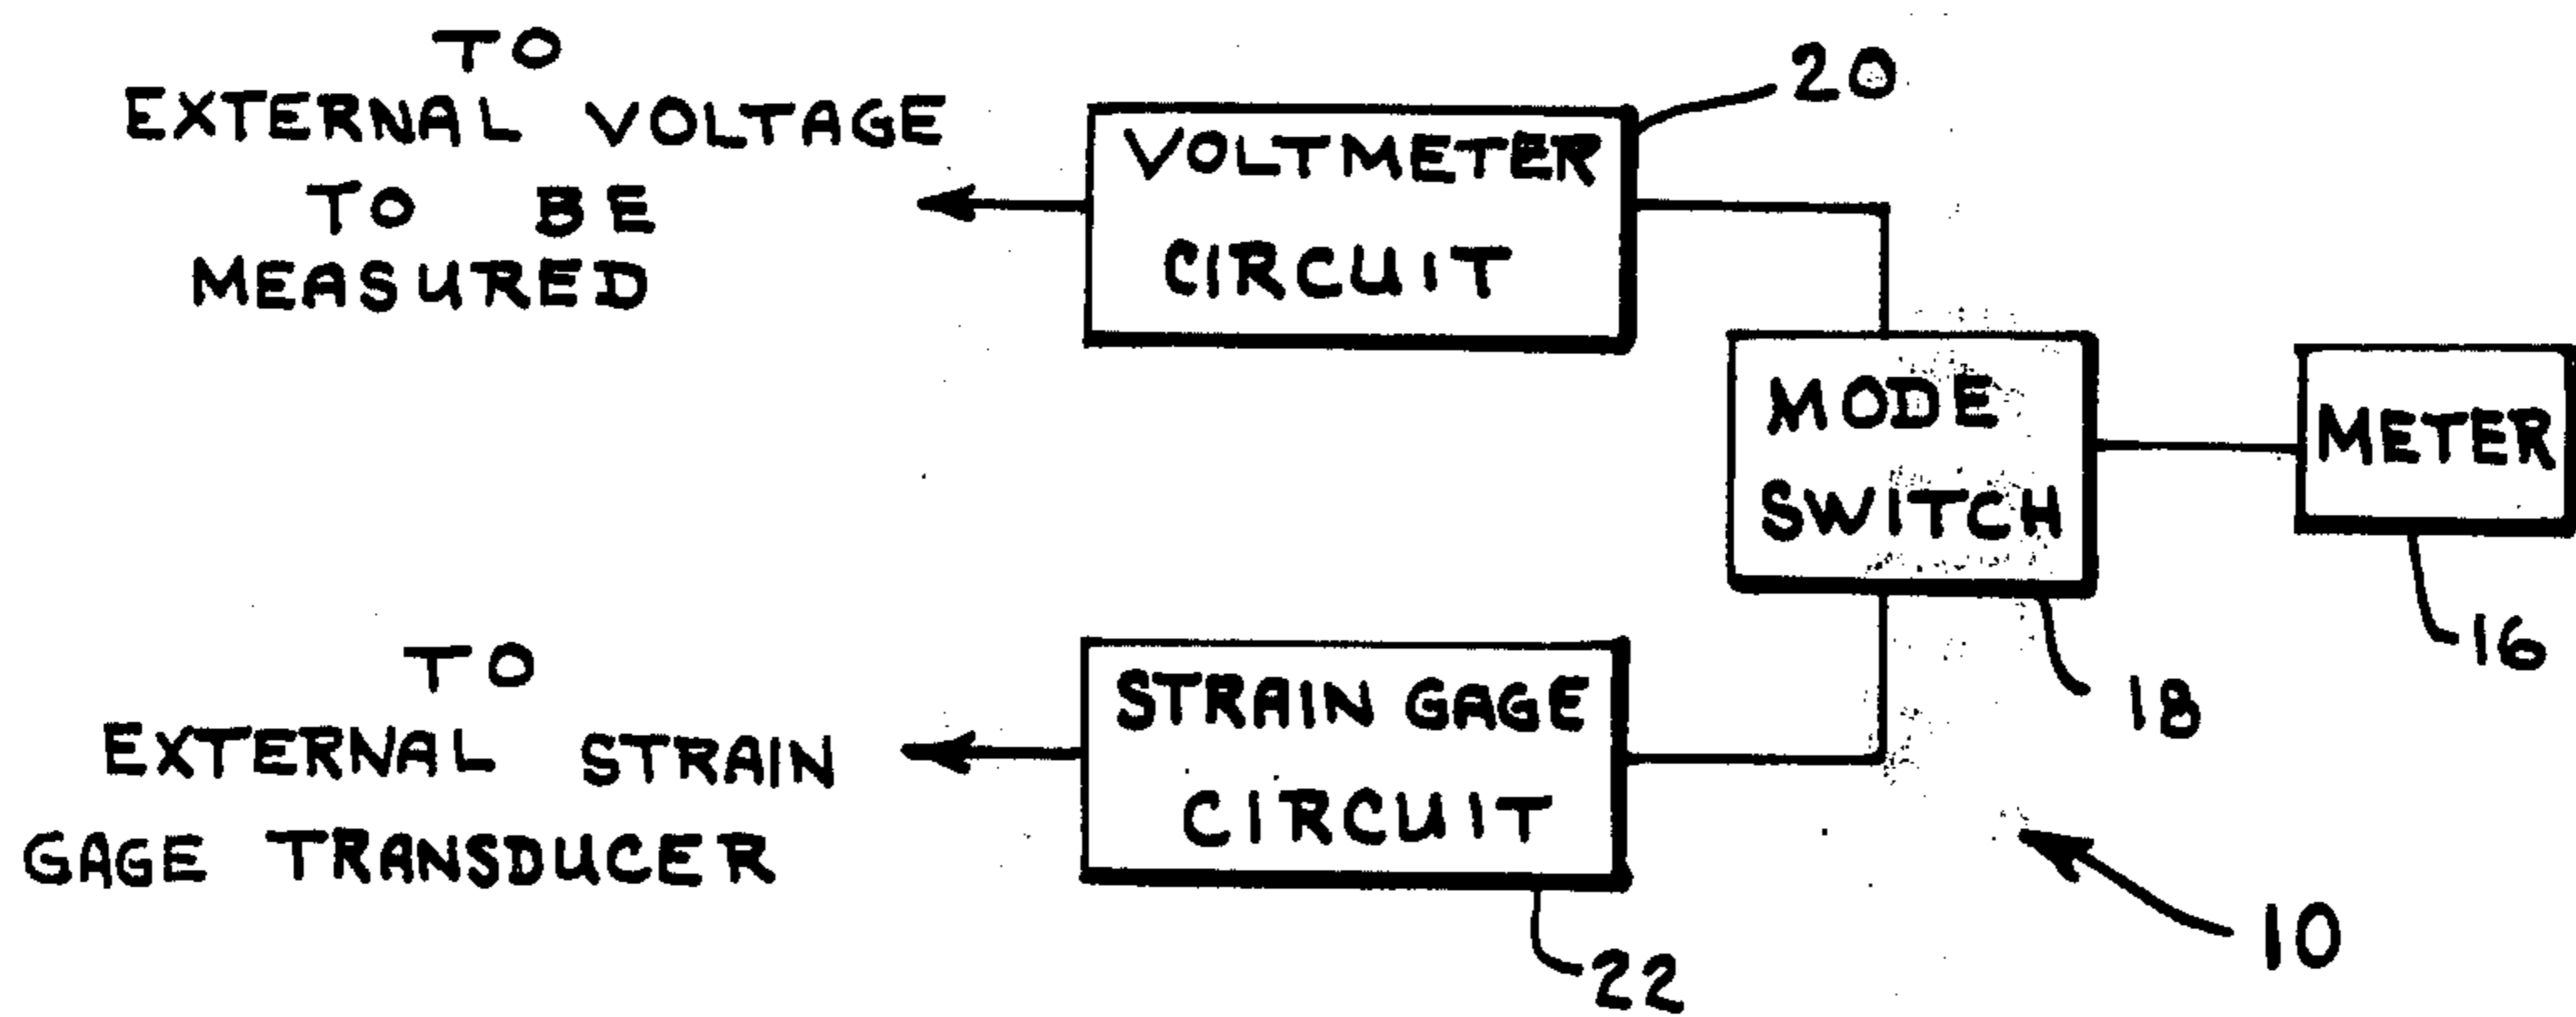 TO
EXTERNAL VOLTAGE
TO BE
MEASURED
VOLTMETER
CIRCUIT
20
MODE
SWITCH
18
METER
16
TO
EXTERNAL STRAIN
GAGE TRANSDUCER
STRAIN GAGE
CIRCUIT
22
10